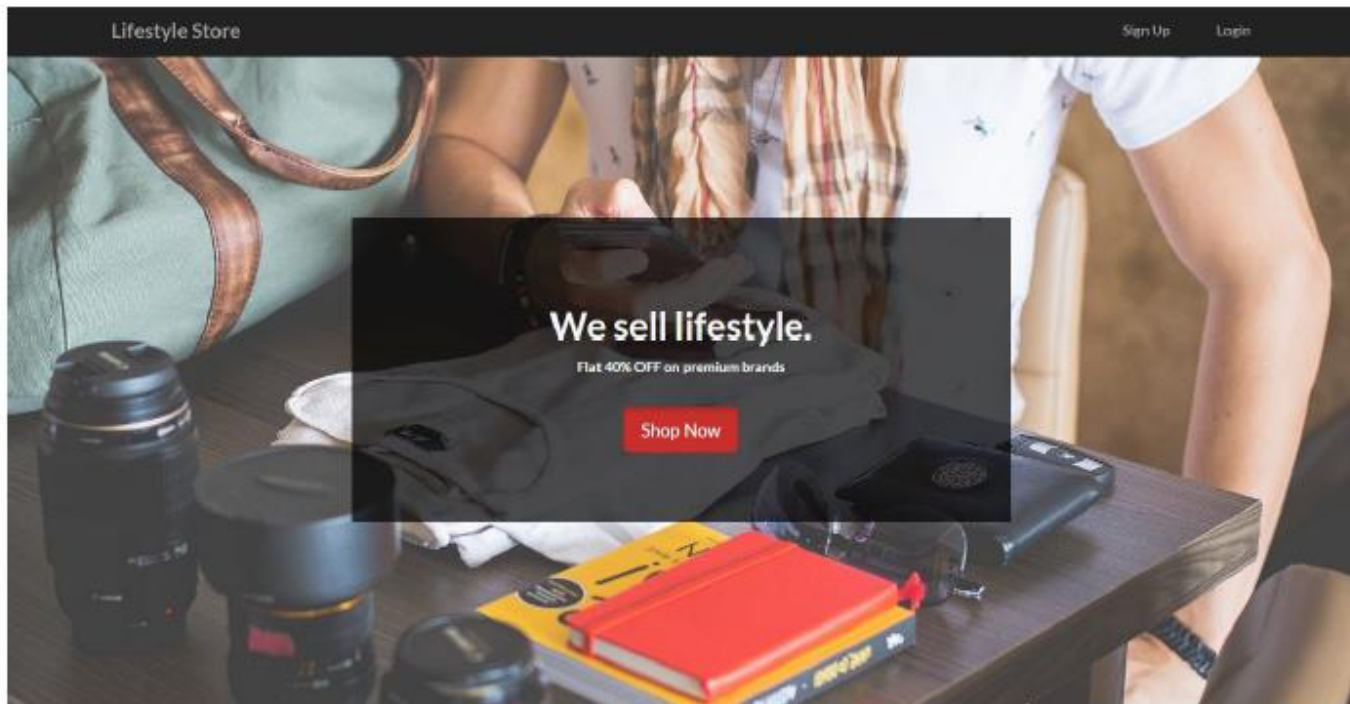 Lifestyle Store
Sign Up
Login
We sell lifestyle.
Flat 40% OFF on premium brands
Shop Now